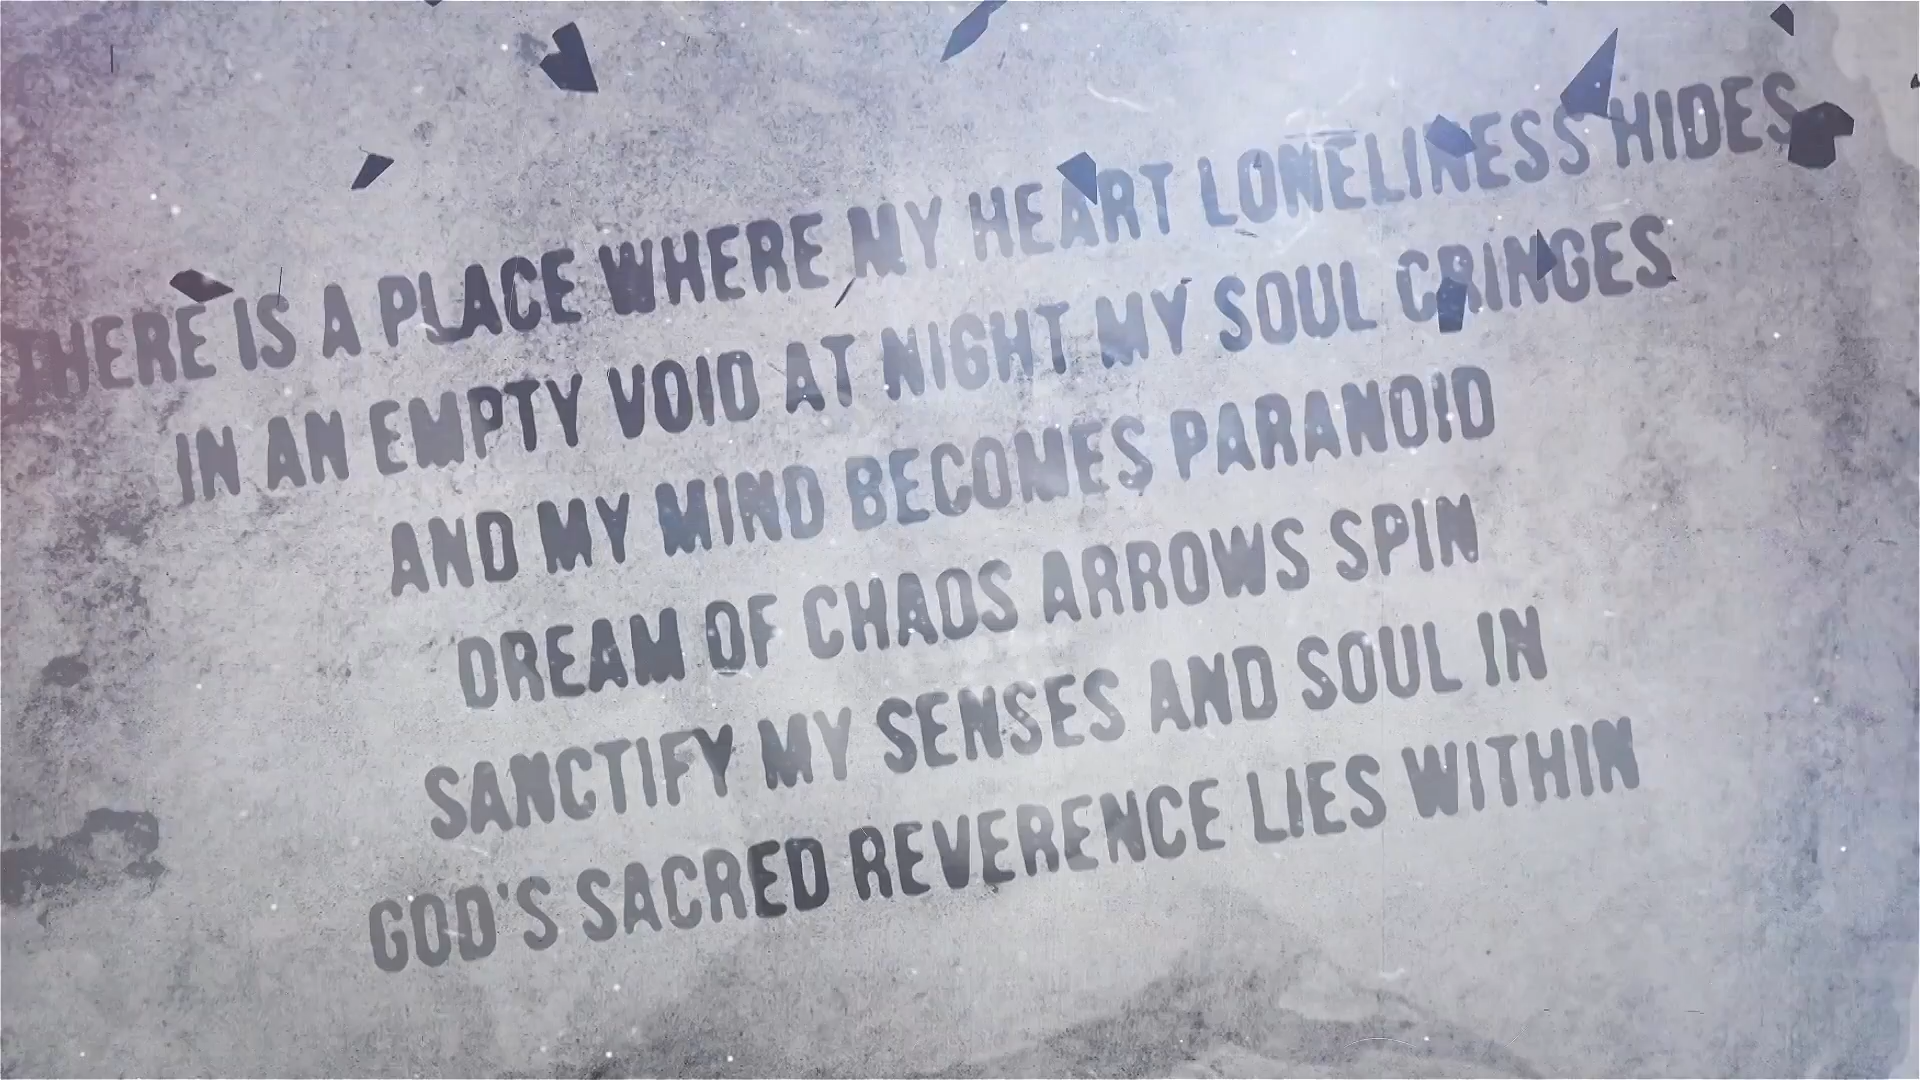 THERE IS A PLACE WHERE MY HEART LONELINESS HIDES
IN AN EMPTY VOID AT NIGHT MY SOUL CRINGES
AND MY MIND BECOMES PARANOID
DREAM OF CHAOS ARROWS SPIN
SANCTIFY MY SENSES AND SOUL IN
GOD'S SACRED REVERENCE LIES WITHIN